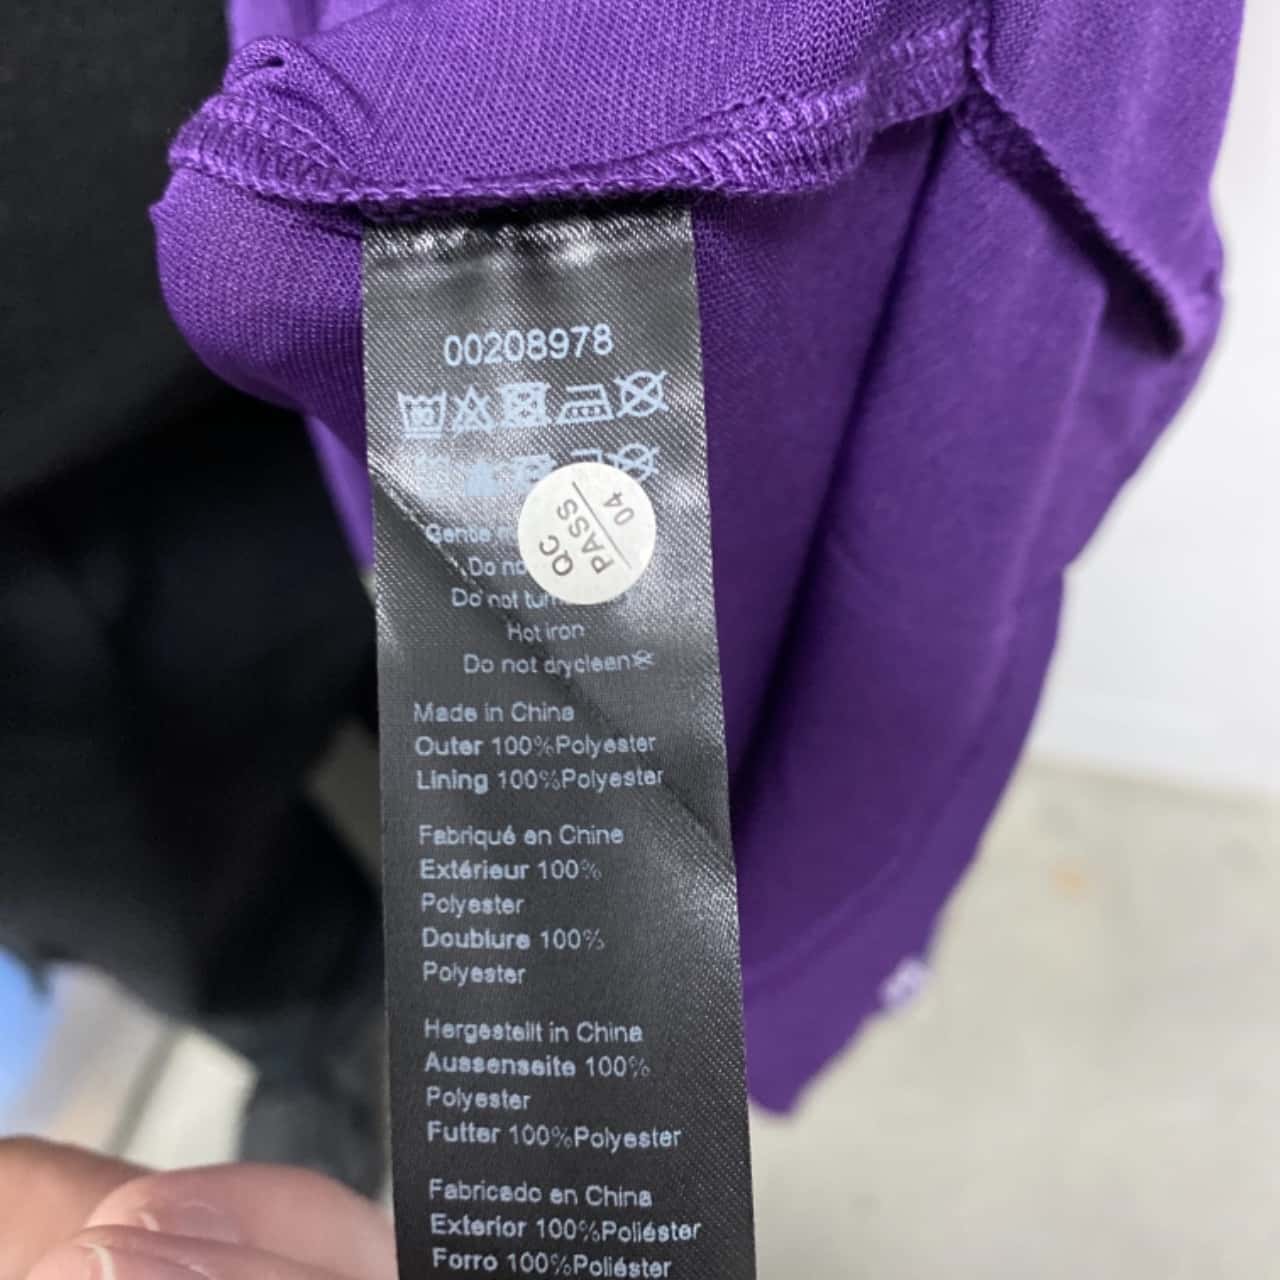 00208978
QC
PASS
04
Do
Do not
Hot iron
Do not dryclean
Made in China
Outer 100%Polyester
Lining 100%Polyester
Fabriqué en Chine
Extérieur 100%
Polyester
Doublure 100%
Polyester
Hergestellt in China
Aussenseite 100%
Polyester
Futter 100%Polyester
Fabricado en China
Exterior 100%Poliéster
Forro 100%Poliéster